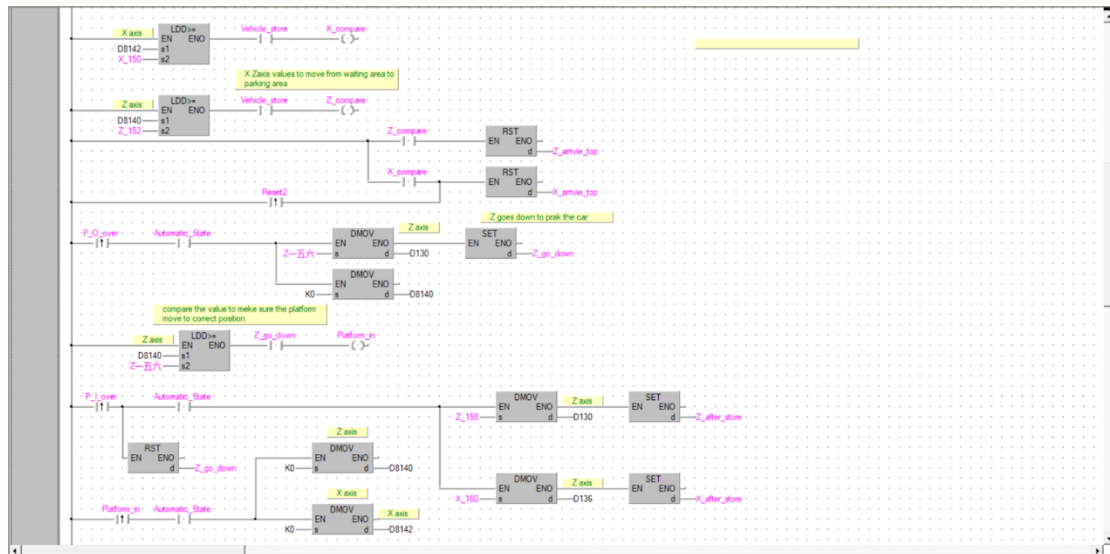 X axis
LDD>=
EN ENO
D8142 s1
X_150 s2
Vehicle_store
X_compare
X Zaxis values to move from waiting area to
parking area
Z axis
LDD>=
EN ENO
D8140 s1
Z_152 s2
Vehicle_store
Z_compare
Z_compare
RST
EN ENO
d Z_arrvie_top
X_compare
RST
EN ENO
d X_arrvie_top
Reset2
Z goes down to prak the car
P_O_over
Automatic_State
DMOV
EN ENO
Z一五六 s d D130
Z axis
SET
EN ENO
d Z_go_down
DMOV
EN ENO
K0 s d D8140
compare the value to meke sure the platform
move to correct position
Z axis
LDD>=
EN ENO
D8140 s1
Z一五六 s2
Z_go_down
Platform_in
P_I_over
Automatic_State
DMOV
EN ENO
Z_158 s d D130
Z axis
SET
EN ENO
d Z_after_store
RST
EN ENO
d Z_go_down
Z axis
DMOV
EN ENO
K0 s d D8140
DMOV
EN ENO
X_160 s d D136
Z axis
SET
EN ENO
d X_after_store
Platform_in
Automatic_State
X axis
DMOV
EN ENO
K0 s d D8142
X axis